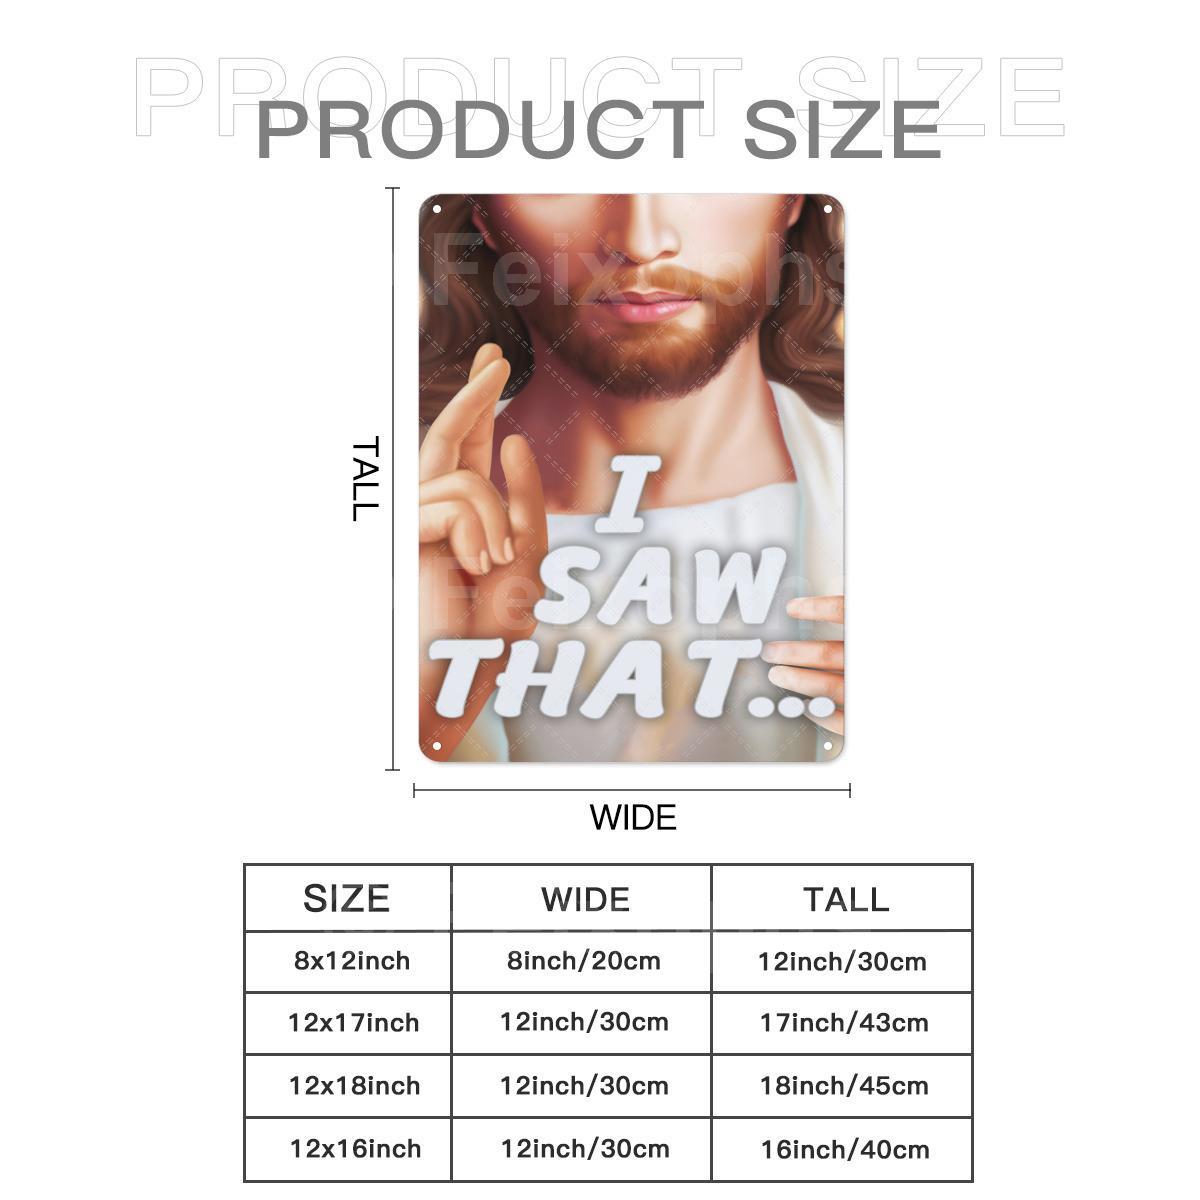 PRODUCT SIZE
PRODUCT SIZE
TALL
I
SAW
THAT...
WIDE
SIZE WIDE TALL
8x12inch 8inch/20cm 12inch/30cm
12x17inch 12inch/30cm 17inch/43cm
12x18inch 12inch/30cm 18inch/45cm
12x16inch 12inch/30cm 16inch/40cm